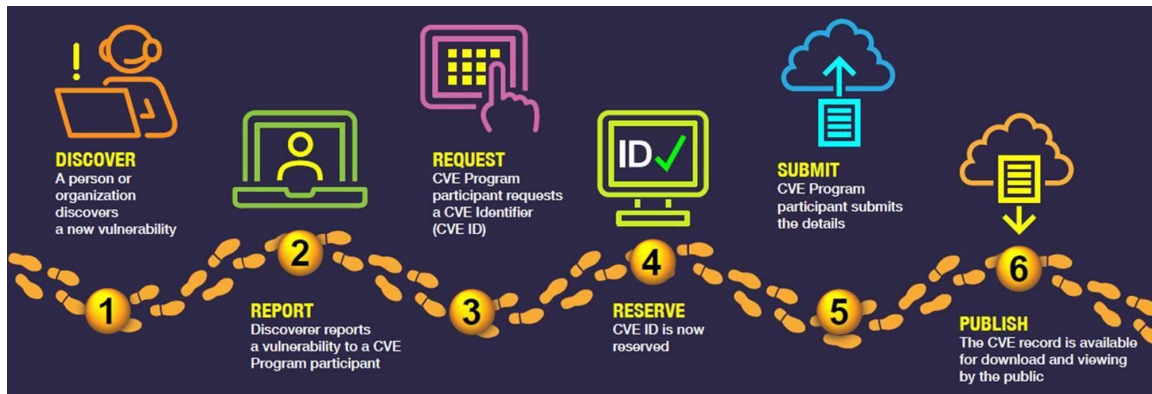 DISCOVER
A person or
organization
discovers
a new vulnerability
1
2
REPORT
Discoverer reports
a vulnerability to a CVE
Program participant
REQUEST
CVE Program
participant requests
a CVE Identifier
(CVE ID)
3
ID
4
RESERVE
CVE ID is now
reserved
SUBMIT
CVE Program
participant submits
the details
5
6
PUBLISH
The CVE record is available
for download and viewing
by the public